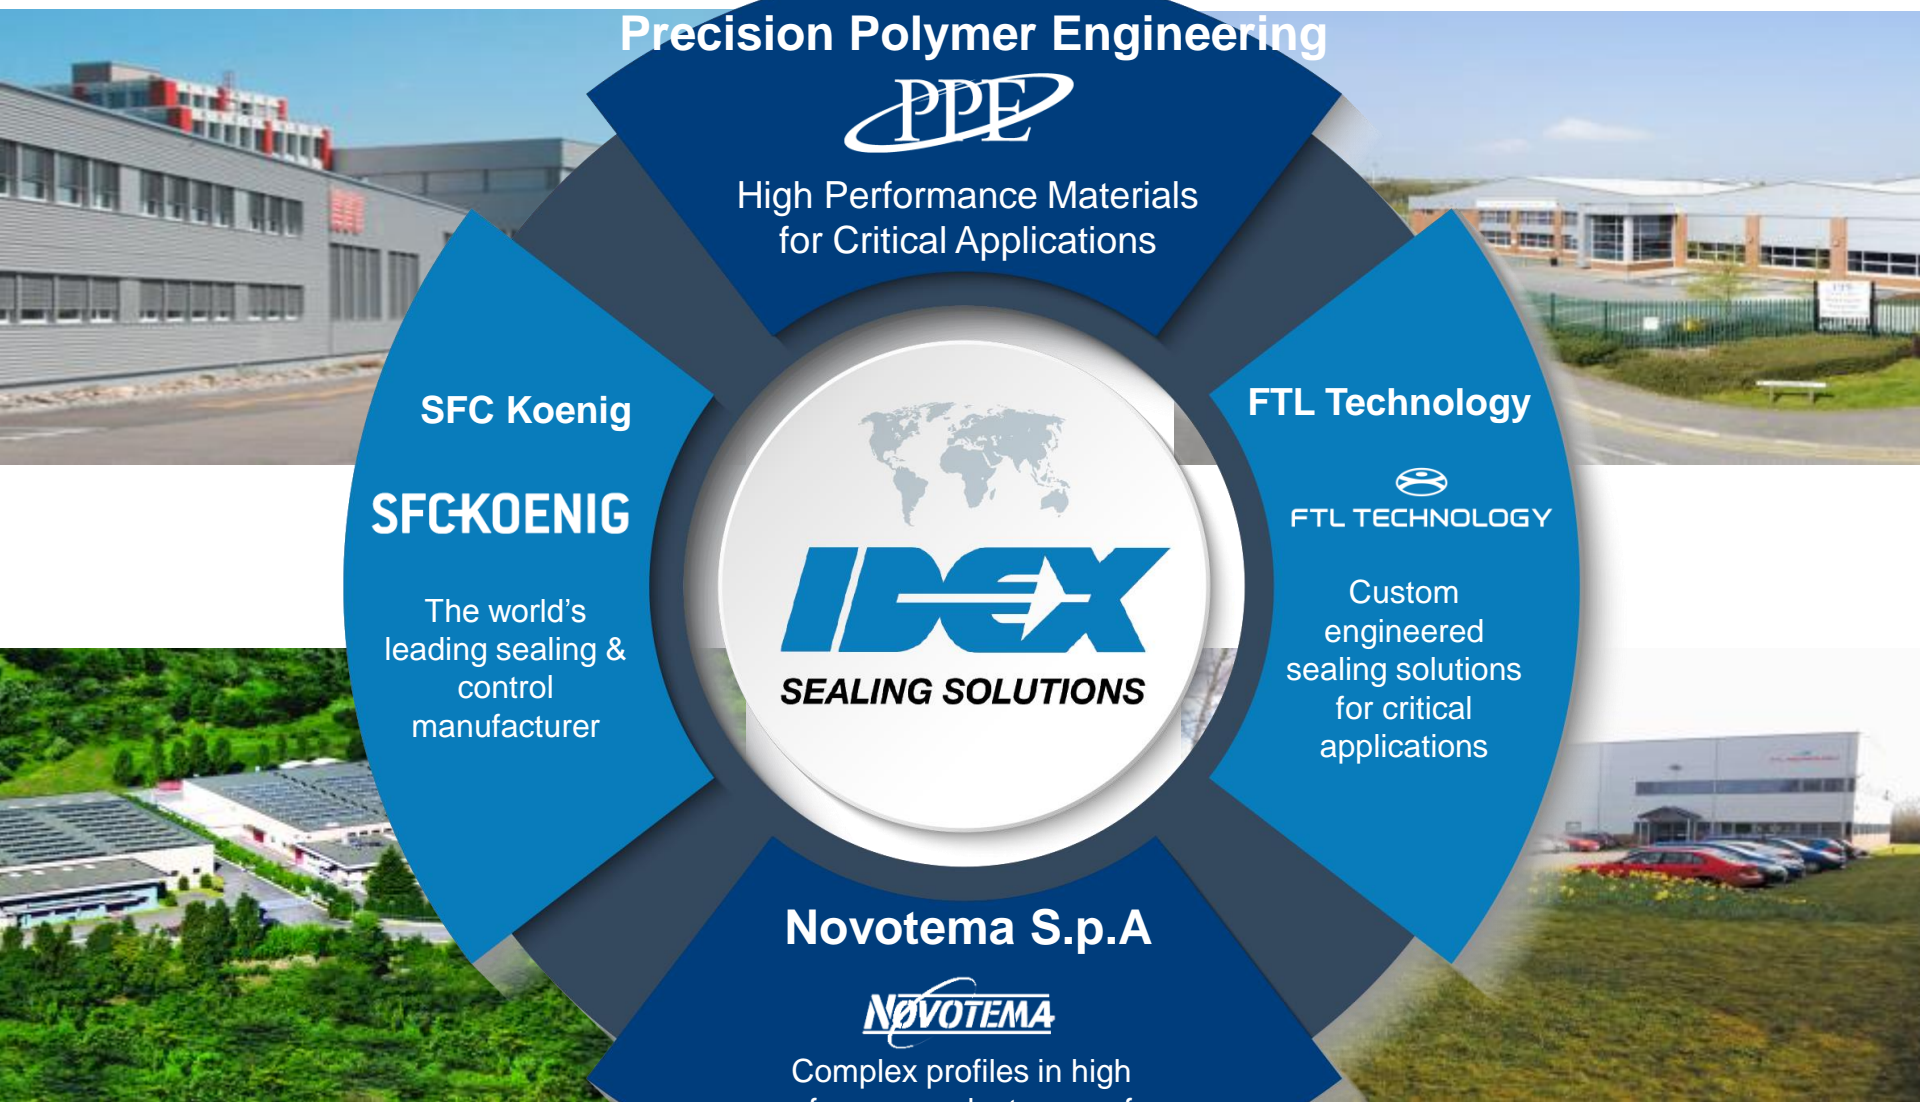 Precision Polymer Engineering
PPE
High Performance Materials
for Critical Applications
SFC Koenig
SFC KOENIG
The world’s
leading sealing &
control
manufacturer
IDEX
SEALING SOLUTIONS
FTL Technology
FTL TECHNOLOGY
Custom
engineered
sealing solutions
for critical
applications
Novotema S.p.A
NOVOTEMA
Complex profiles in high